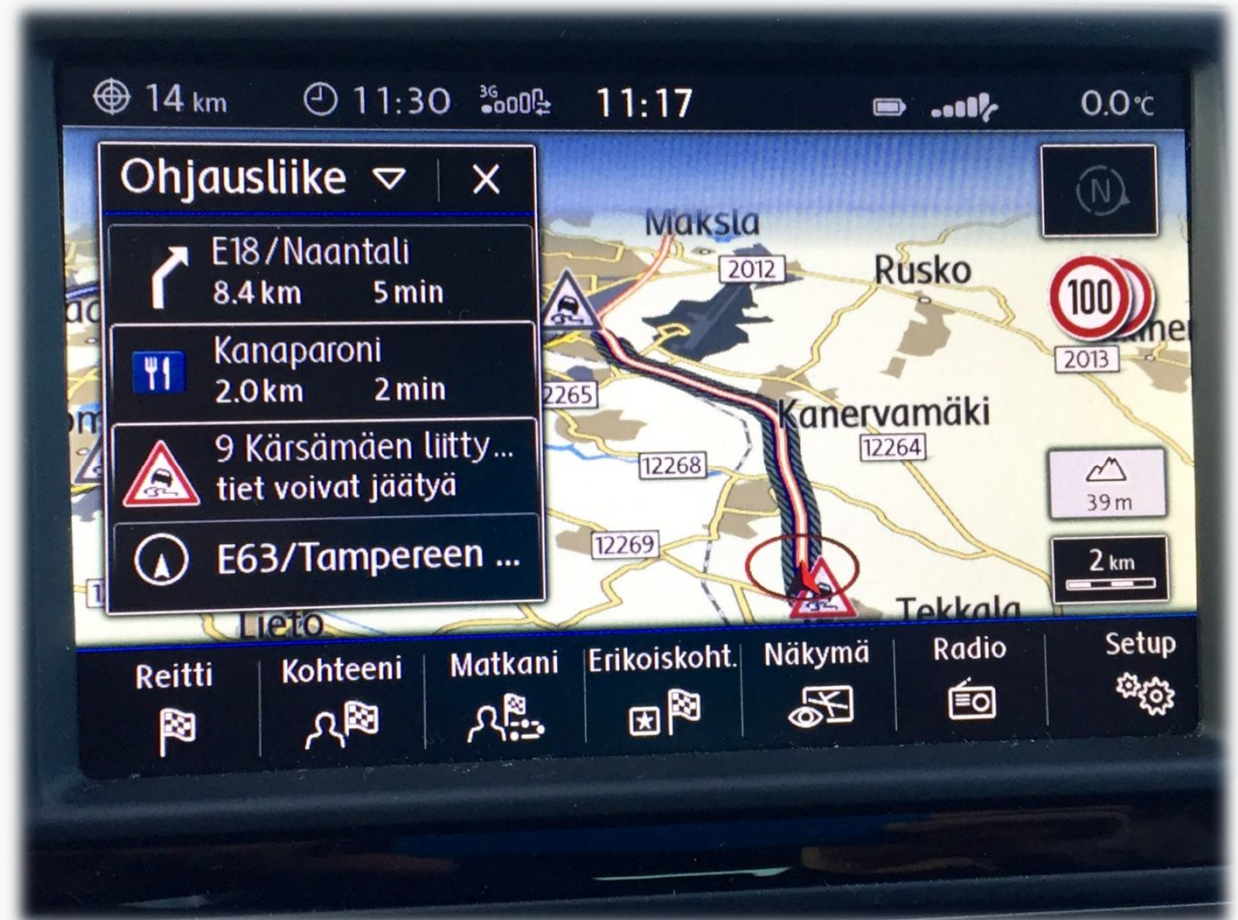 14 km
11:30
3G
11:17
0.0°C
Ohjausliike
E18/Naantali
8.4 km 5 min
Kanaparoni
2.0 km 2 min
9 Kärsämäen liitty...
tiet voivat jäätyä
E63/Tampereen ...
N
Maksla
2012
Rusko
100
2013
2265
Kanervamäki
12264
12268
39 m
12269
2 km
Tekkala
Lieto
Reitti
Kohteeni
Matkani
Erikoiskoht.
Näkymä
Radio
Setup